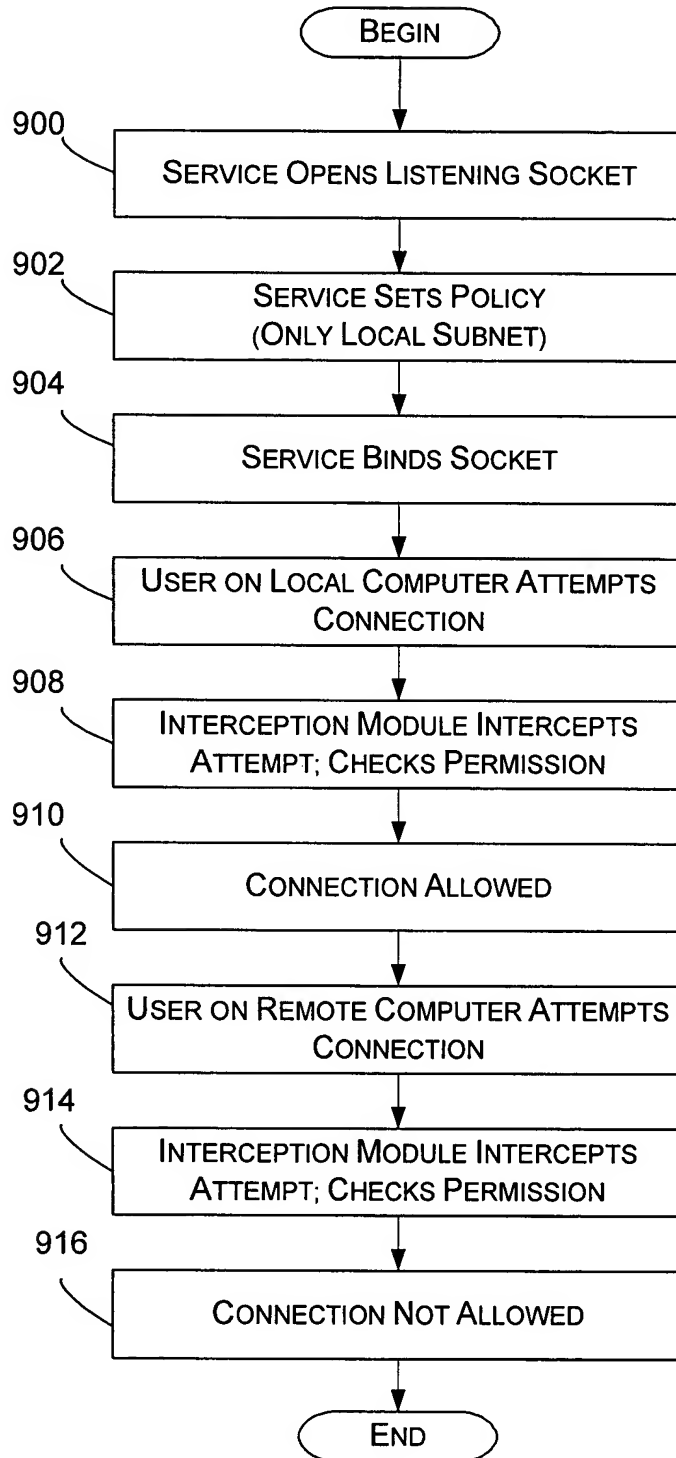 BEGIN
900
SERVICE OPENS LISTENING SOCKET
902
SERVICE SETS POLICY
(ONLY LOCAL SUBNET)
904
SERVICE BINDS SOCKET
906
USER ON LOCAL COMPUTER ATTEMPTS
CONNECTION
908
INTERCEPTION MODULE INTERCEPTS
ATTEMPT; CHECKS PERMISSION
910
CONNECTION ALLOWED
912
USER ON REMOTE COMPUTER ATTEMPTS
CONNECTION
914
INTERCEPTION MODULE INTERCEPTS
ATTEMPT; CHECKS PERMISSION
916
CONNECTION NOT ALLOWED
END